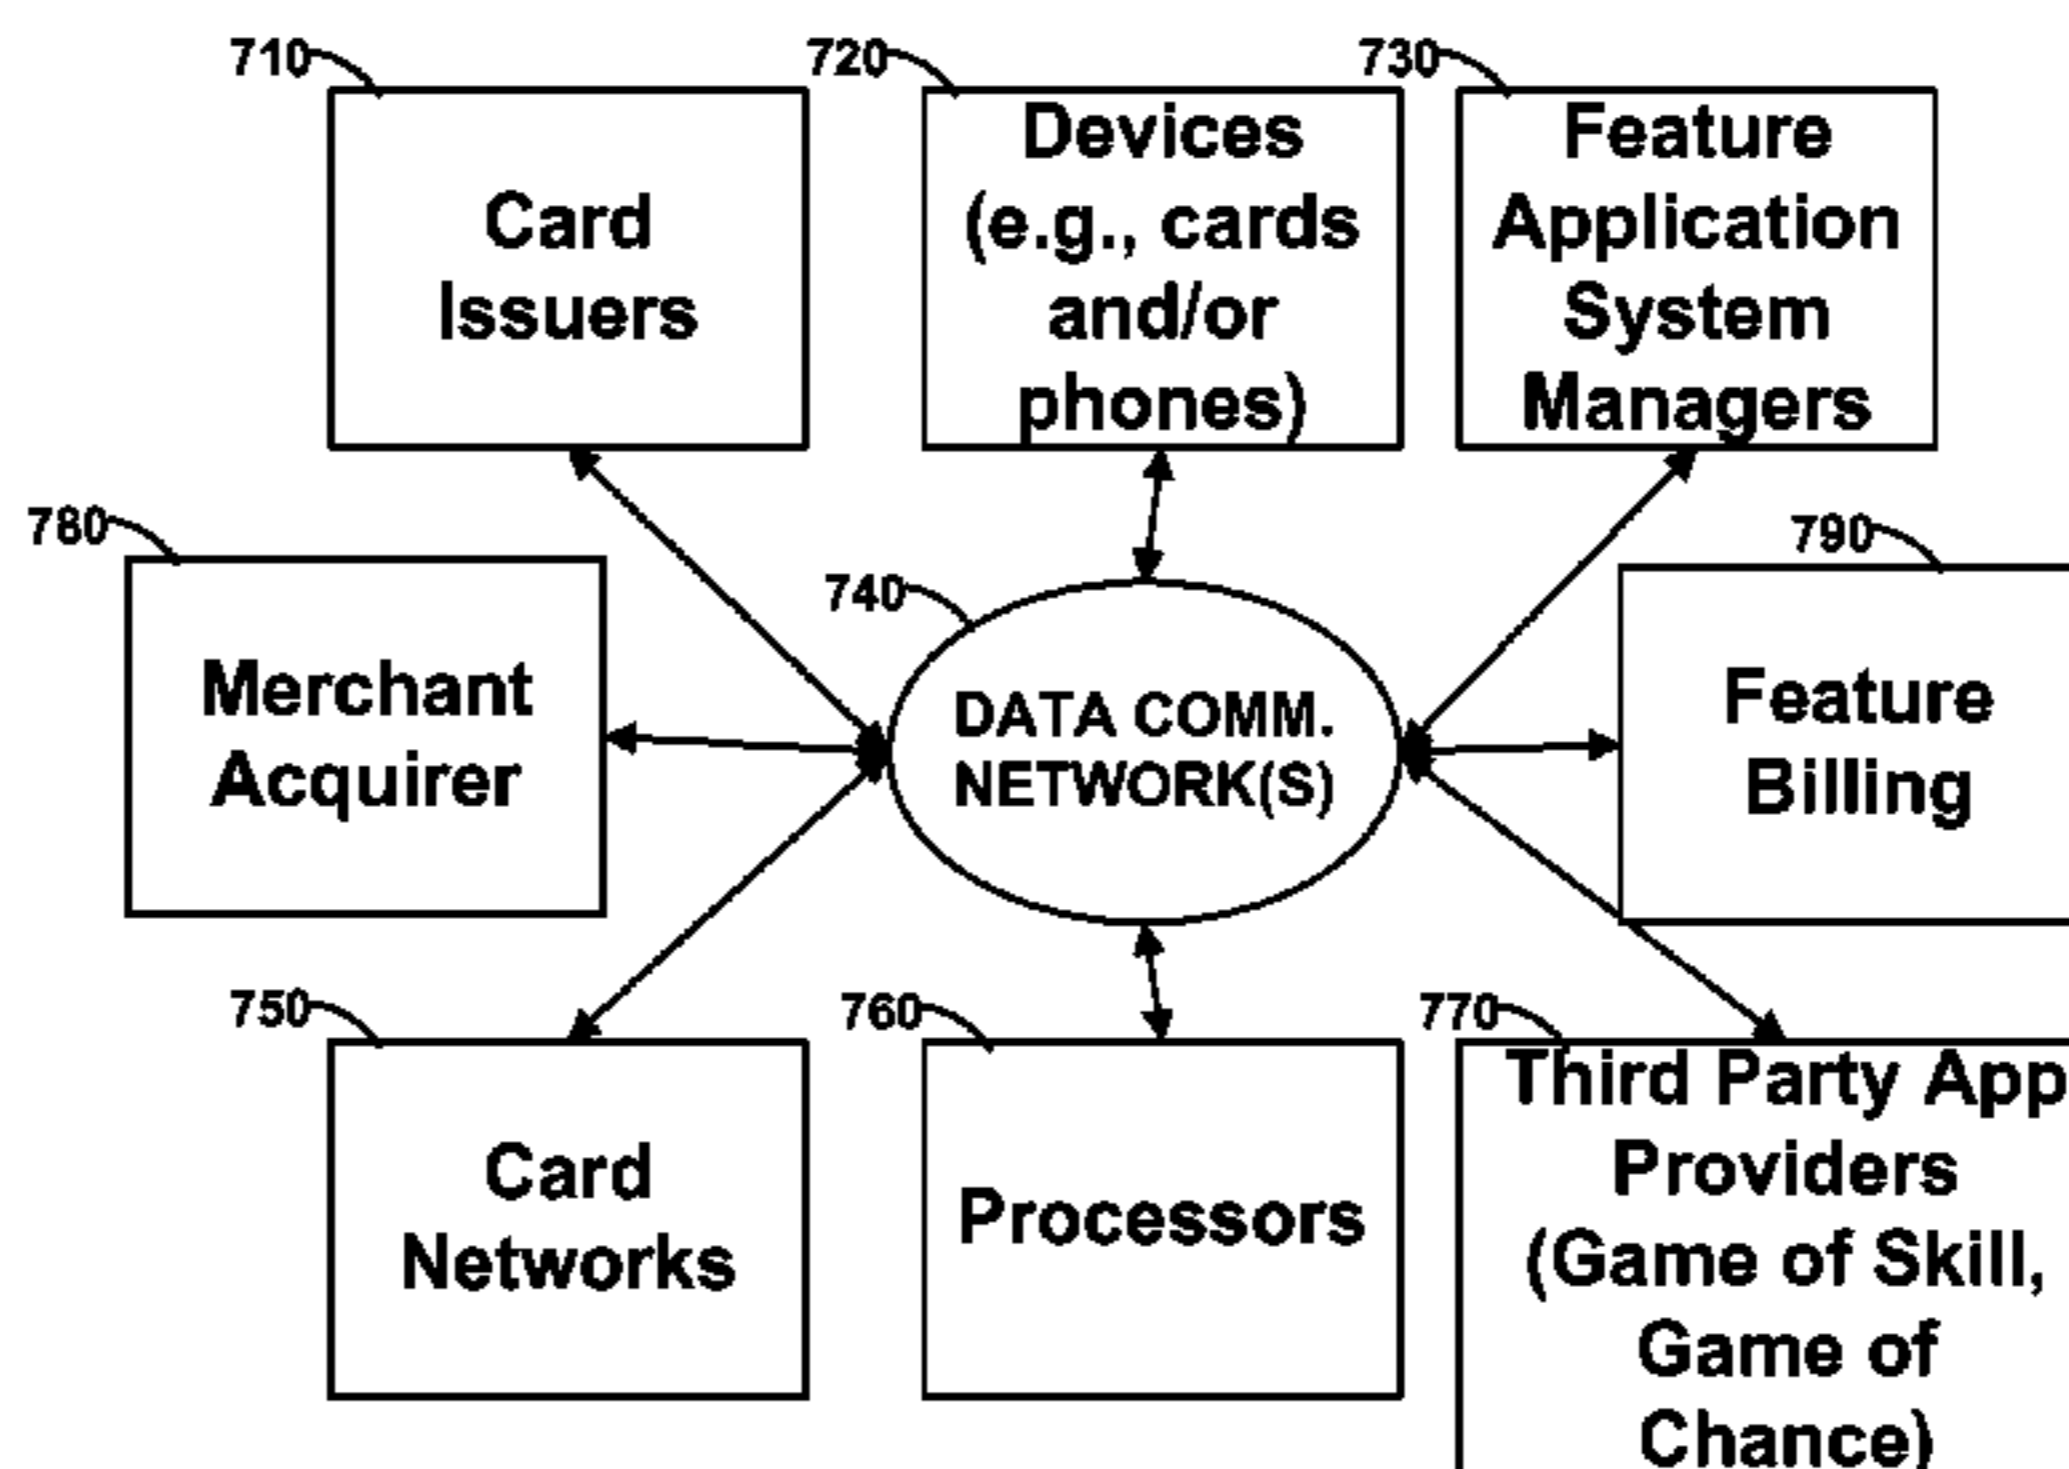 710
Card
Issuers
720
Devices
(e.g., cards
and/or
phones)
730
Feature
Application
System
Managers
780
Merchant
Acquirer
740
DATA COMM.
NETWORK(S)
790
Feature
Billing
750
Card
Networks
760
Processors
770
Third Party App
Providers
(Game of Skill,
Game of
Chance)